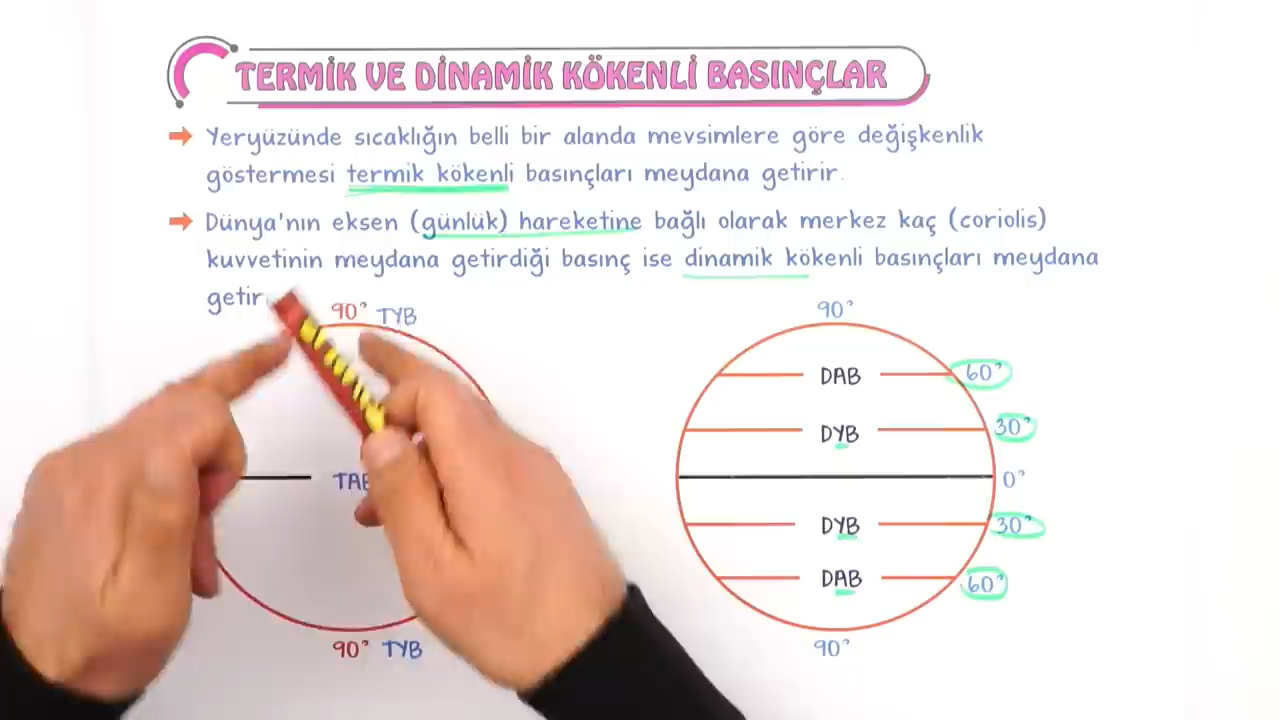 TERMİK VE DİNAMİK KÖKENLİ BASINÇLAR
Yeryüzünde sıcaklığın belli bir alanda mevsimlere göre değişkenlik
göstermesi termik kökenli basınçları meydana getirir.
Dünya'nın eksen (günlük) hareketine bağlı olarak merkez kaç (coriolis)
kuvvetinin meydana getirdiği basınç ise dinamik kökenli basınçları meydana
90° TYB
90° TYB
90°
DAB 60°
DYB 30°
0°
DYB 30°
DAB 60°
90°